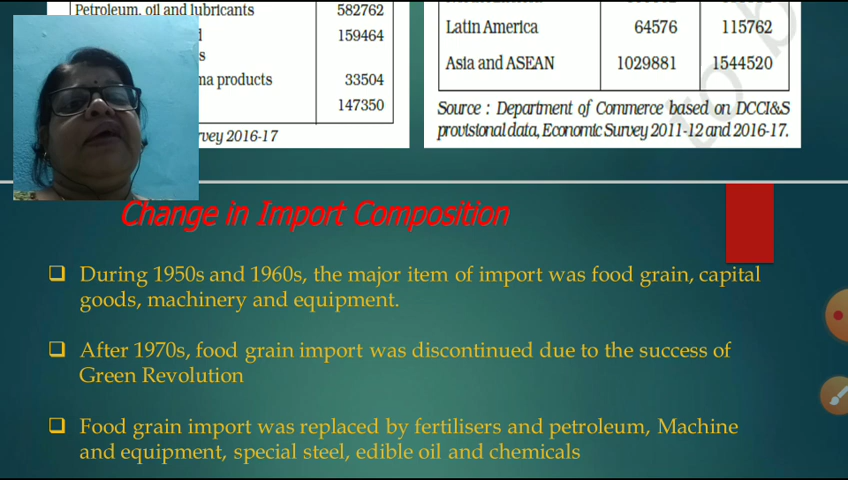 Petroleum, oil and lubricants 582762
159464
s
ma products 33504
147350
rvey 2016-17
Latin America 64576 115762
Asia and ASEAN 1029881 1544520
Source : Department of Commerce based on DCCI&S
provisional data, Economic Survey 2011-12 and 2016-17.
to b
Change in Import Composition
❑ During 1950s and 1960s, the major item of import was food grain, capital
goods, machinery and equipment.
❑ After 1970s, food grain import was discontinued due to the success of
Green Revolution
❑ Food grain import was replaced by fertilisers and petroleum, Machine
and equipment, special steel, edible oil and chemicals